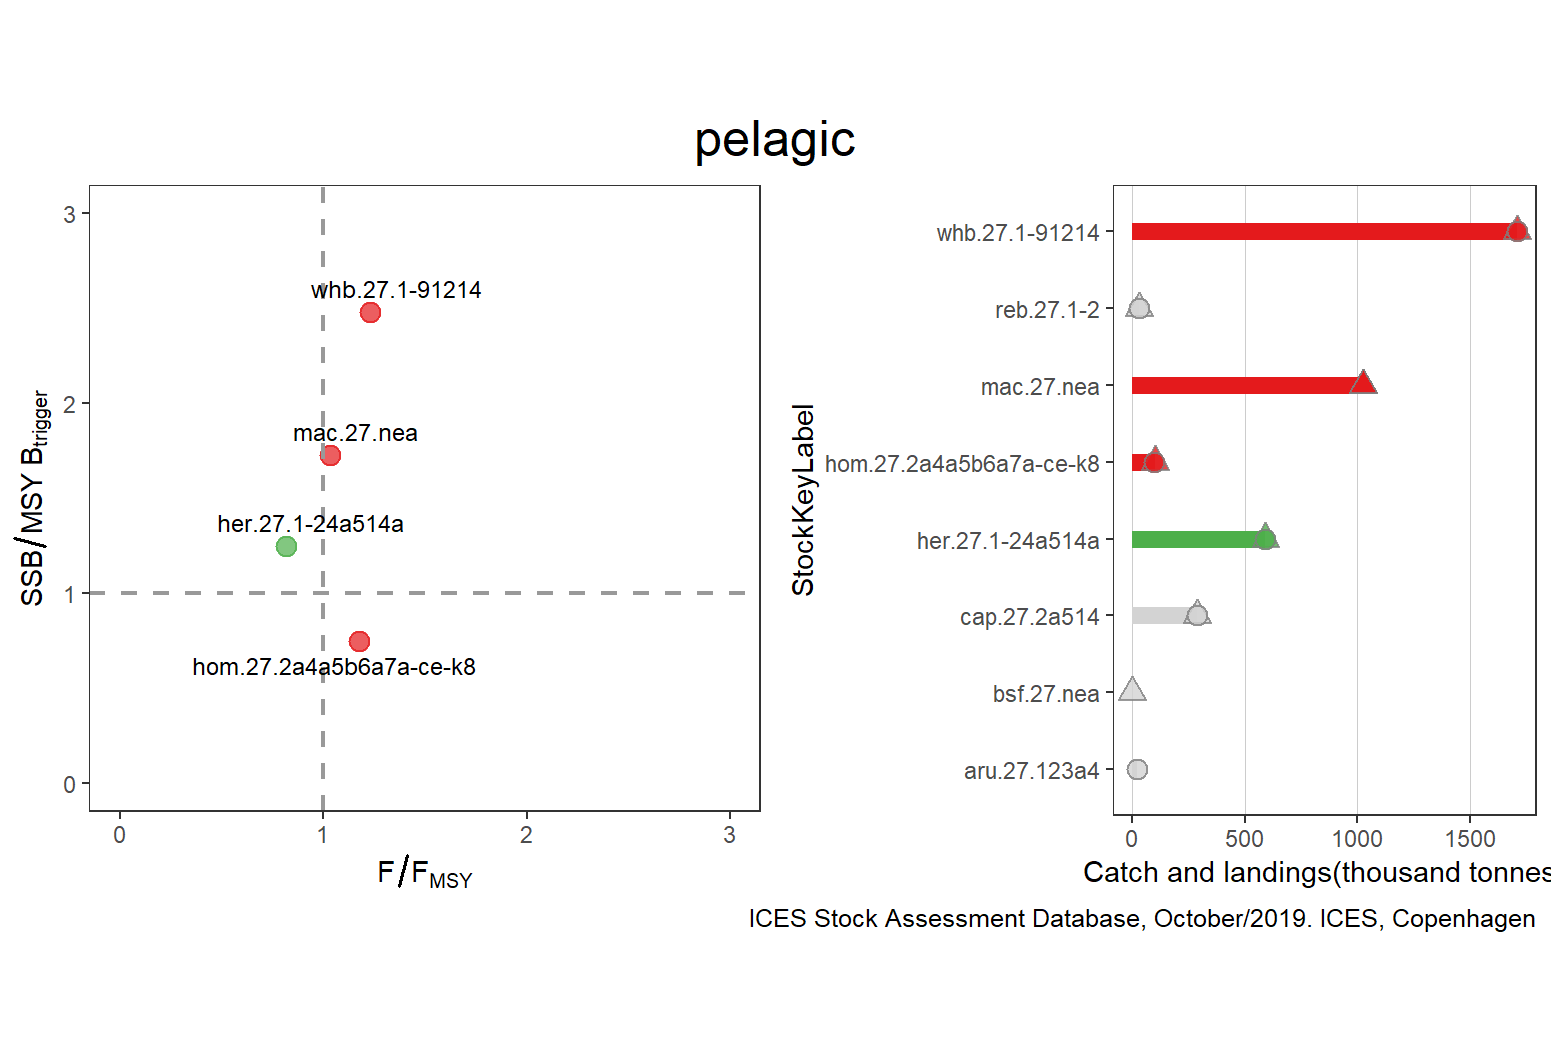 pelagic
3
2
1
0
0
1
2
3
SSB/MSY Btrigger
F/FMSY
whb.27.1-91214
mac.27.nea
her.27.1-24a514a
hom.27.2a4a5b6a7a-ce-k8
StockKeyLabel
whb.27.1-91214
reb.27.1-2
mac.27.nea
hom.27.2a4a5b6a7a-ce-k8
her.27.1-24a514a
cap.27.2a514
bsf.27.nea
aru.27.123a4
0
500
1000
1500
Catch and landings(thousand tonnes
ICES Stock Assessment Database, October/2019. ICES, Copenhagen